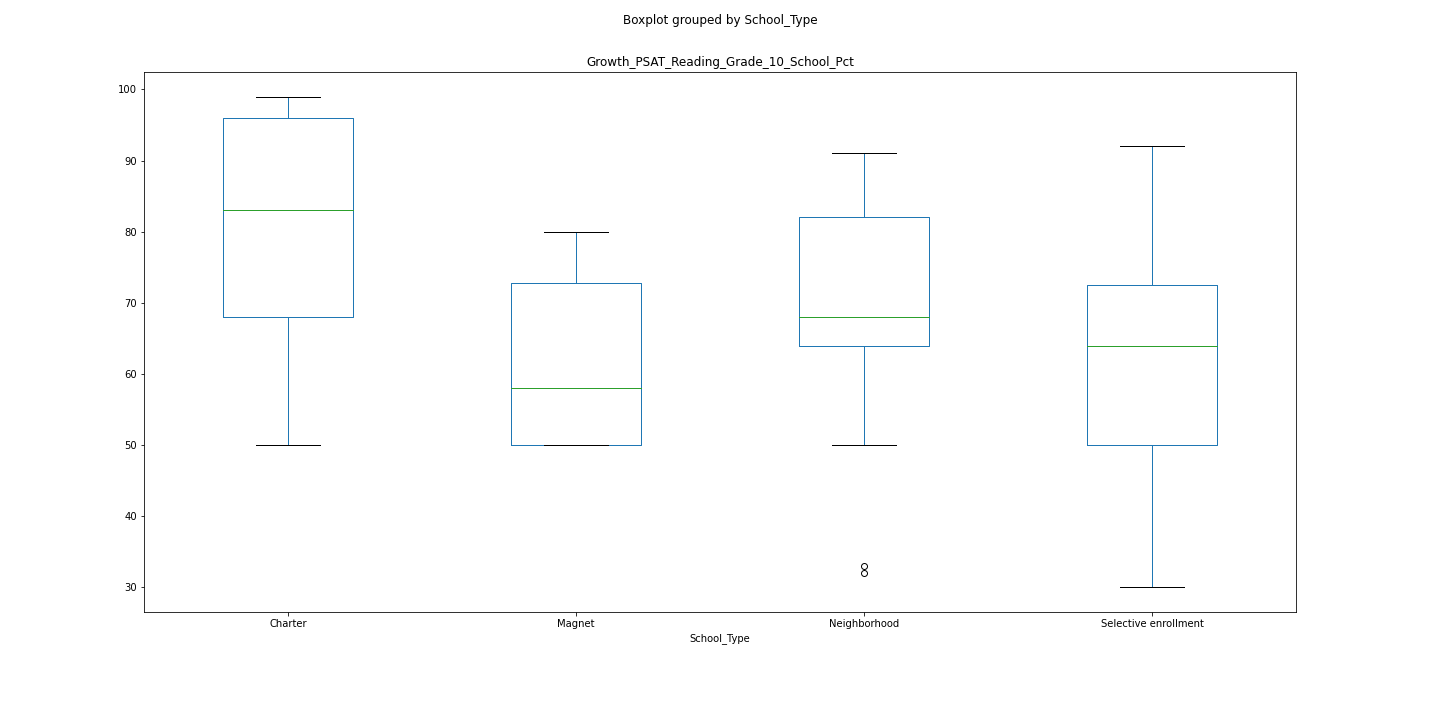 Boxplot grouped by School_Type
Growth_PSAT_Reading_Grade_10_School_Pct
100
90
80
70
60
50
40
30
Charter
Magnet
Neighborhood
Selective enrollment
School_Type